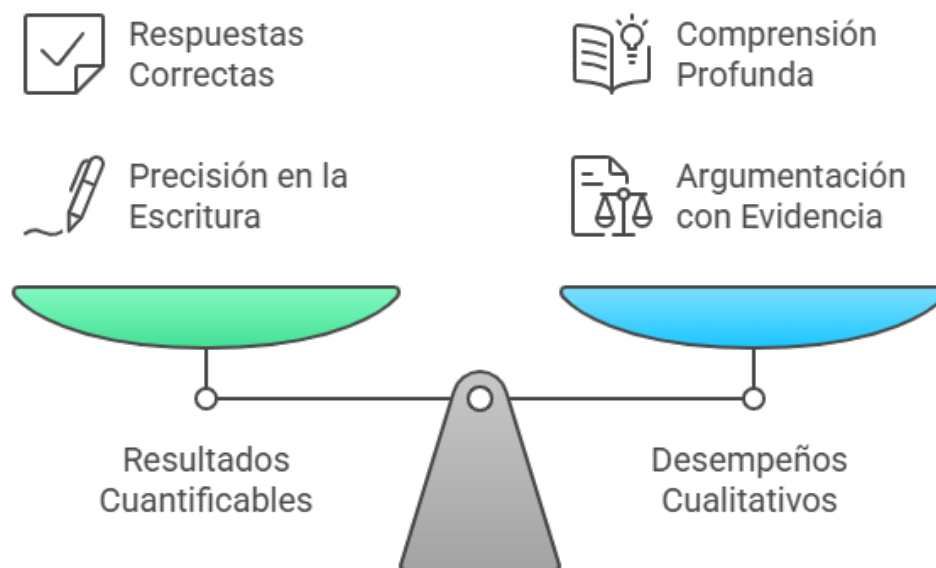 Respuestas
Correctas
Comprensión
Profunda
Precisión en la
Escritura
Argumentación
con Evidencia
Resultados
Cuantificables
Desempeños
Cualitativos